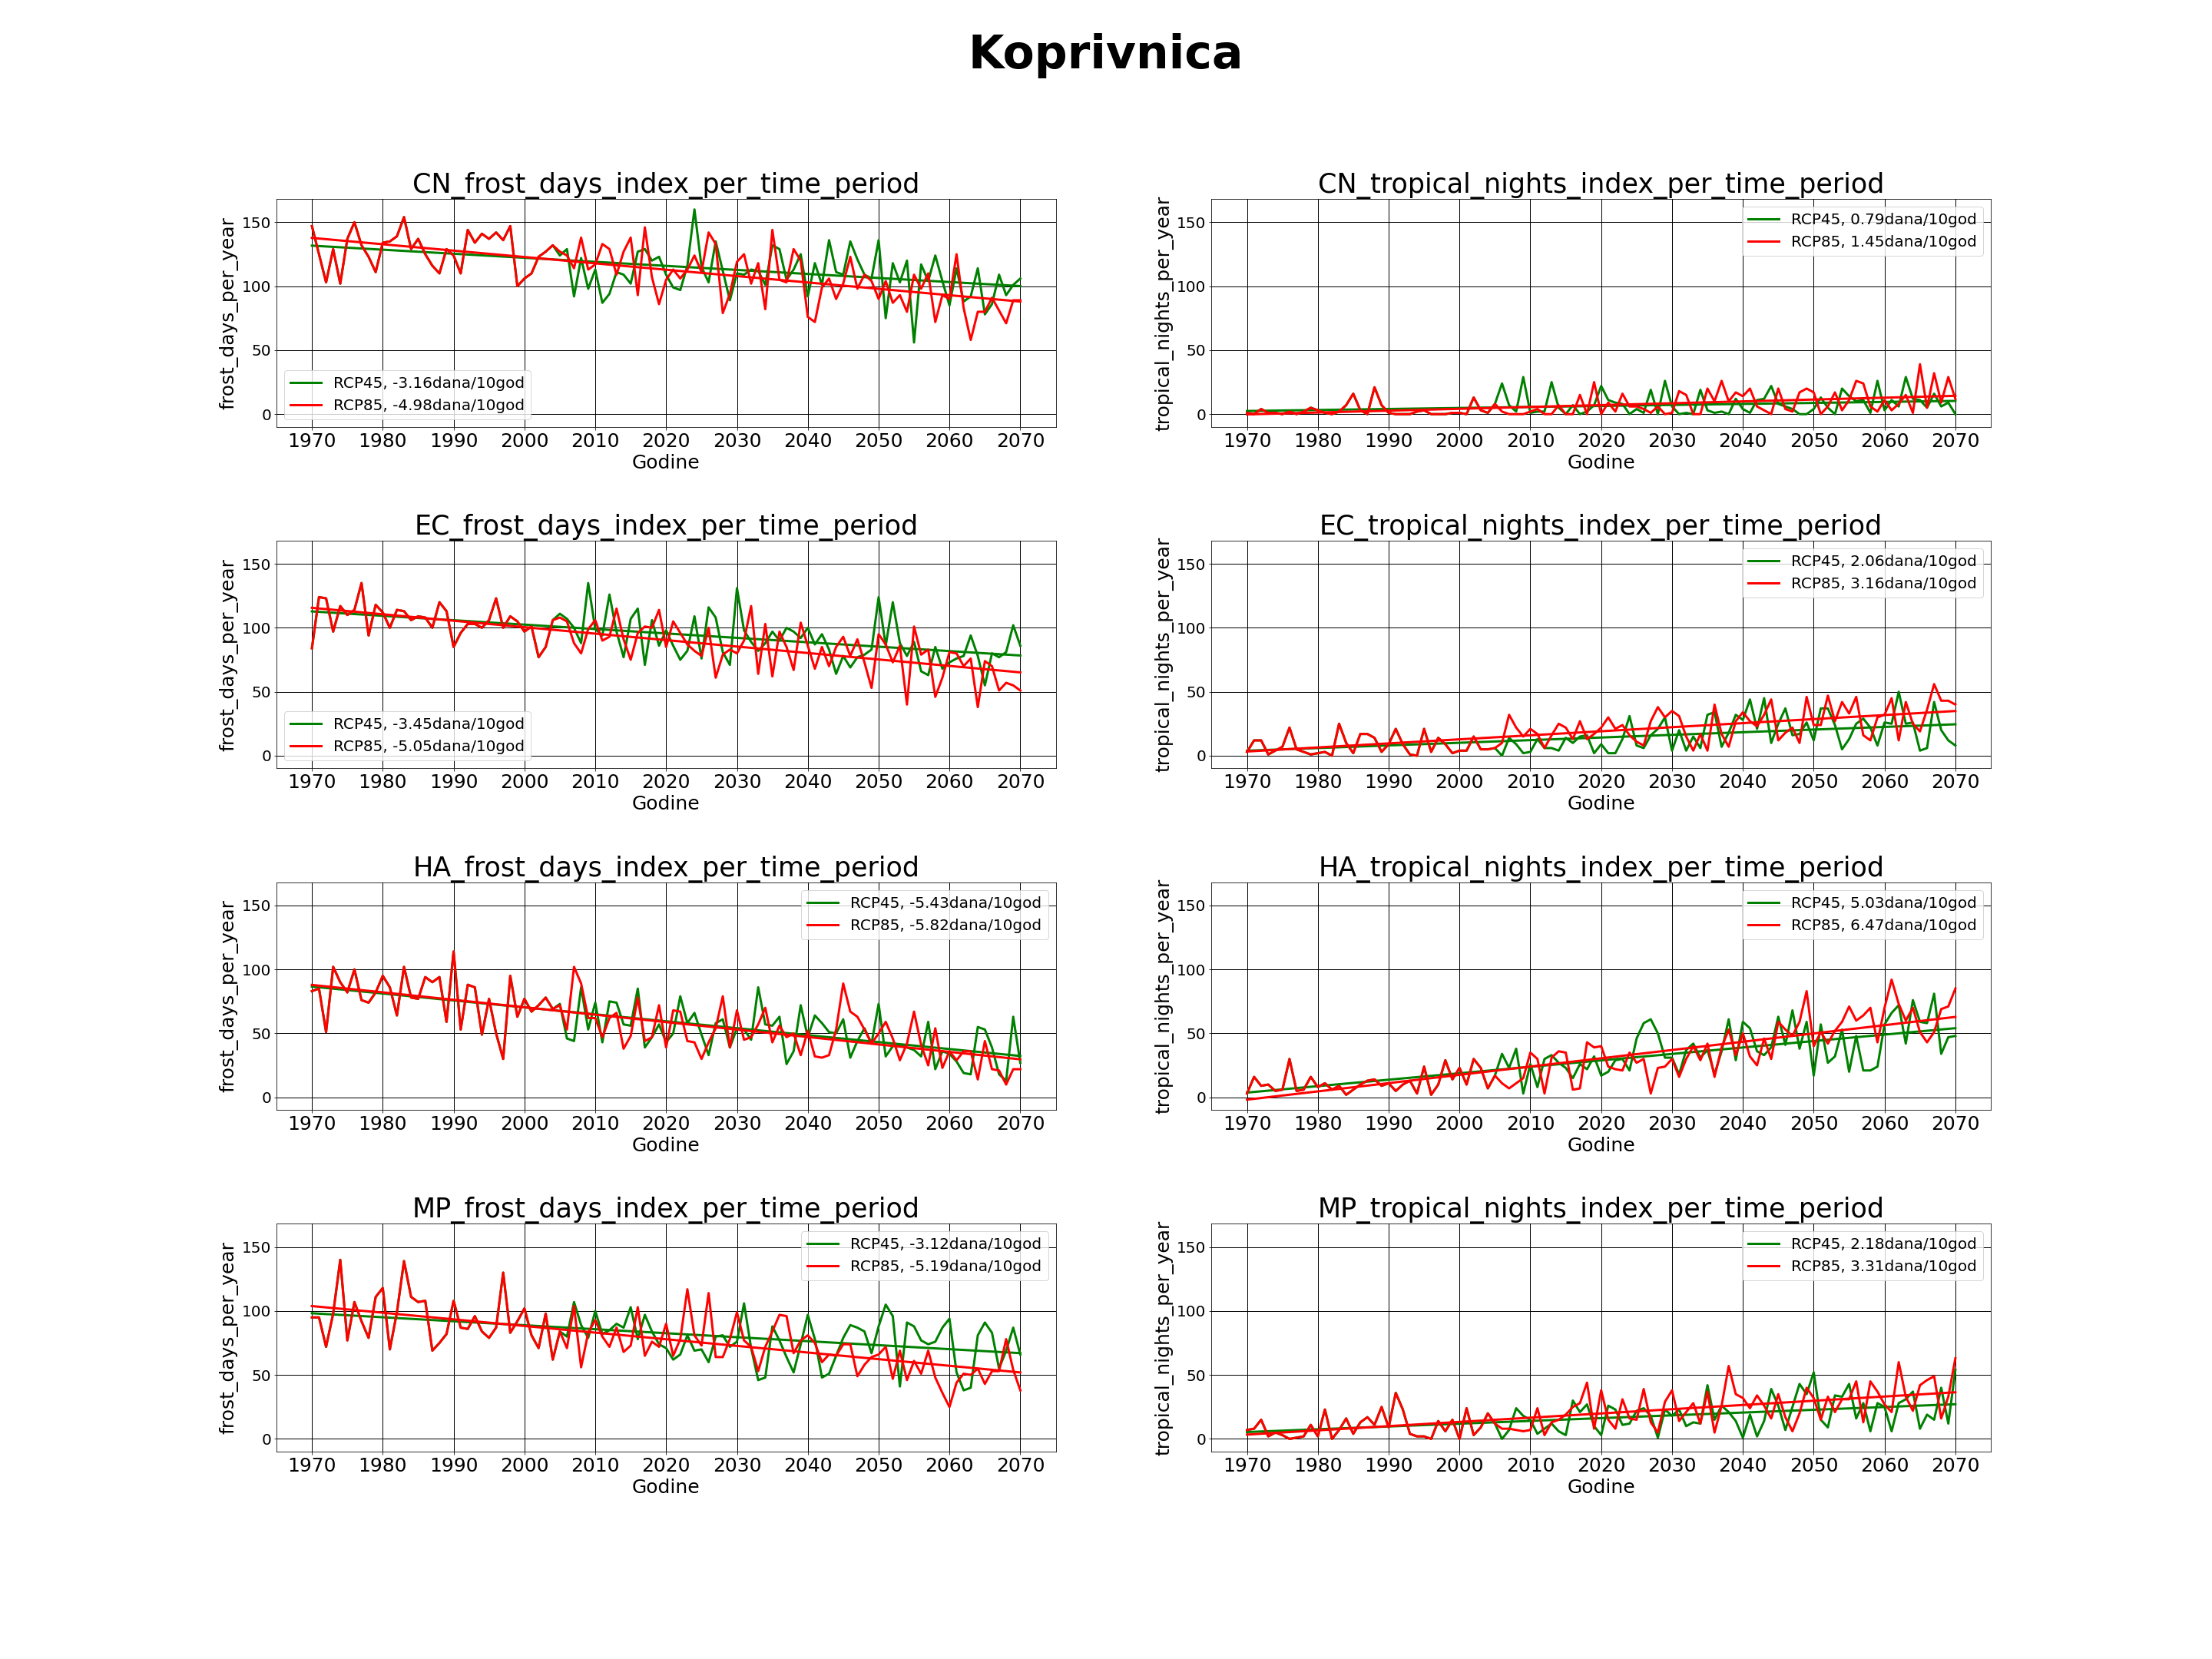 Koprivnica
CN_frost_days_index_per_time_period
frost_days_per_year
150
100
50
0
RCP45, -3.16dana/10god
RCP85, -4.98dana/10god
1970 1980 1990 2000 2010 2020 2030 2040 2050 2060 2070
Godine
CN_tropical_nights_index_per_time_period
tropical_nights_per_year
150
100
50
0
RCP45, 0.79dana/10god
RCP85, 1.45dana/10god
1970 1980 1990 2000 2010 2020 2030 2040 2050 2060 2070
Godine
EC_frost_days_index_per_time_period
frost_days_per_year
150
100
50
0
RCP45, -3.45dana/10god
RCP85, -5.05dana/10god
1970 1980 1990 2000 2010 2020 2030 2040 2050 2060 2070
Godine
EC_tropical_nights_index_per_time_period
tropical_nights_per_year
150
100
50
0
RCP45, 2.06dana/10god
RCP85, 3.16dana/10god
1970 1980 1990 2000 2010 2020 2030 2040 2050 2060 2070
Godine
HA_frost_days_index_per_time_period
frost_days_per_year
150
100
50
0
RCP45, -5.43dana/10god
RCP85, -5.82dana/10god
1970 1980 1990 2000 2010 2020 2030 2040 2050 2060 2070
Godine
HA_tropical_nights_index_per_time_period
tropical_nights_per_year
150
100
50
0
RCP45, 5.03dana/10god
RCP85, 6.47dana/10god
1970 1980 1990 2000 2010 2020 2030 2040 2050 2060 2070
Godine
MP_frost_days_index_per_time_period
frost_days_per_year
150
100
50
0
RCP45, -3.12dana/10god
RCP85, -5.19dana/10god
1970 1980 1990 2000 2010 2020 2030 2040 2050 2060 2070
Godine
MP_tropical_nights_index_per_time_period
tropical_nights_per_year
150
100
50
0
RCP45, 2.18dana/10god
RCP85, 3.31dana/10god
1970 1980 1990 2000 2010 2020 2030 2040 2050 2060 2070
Godine